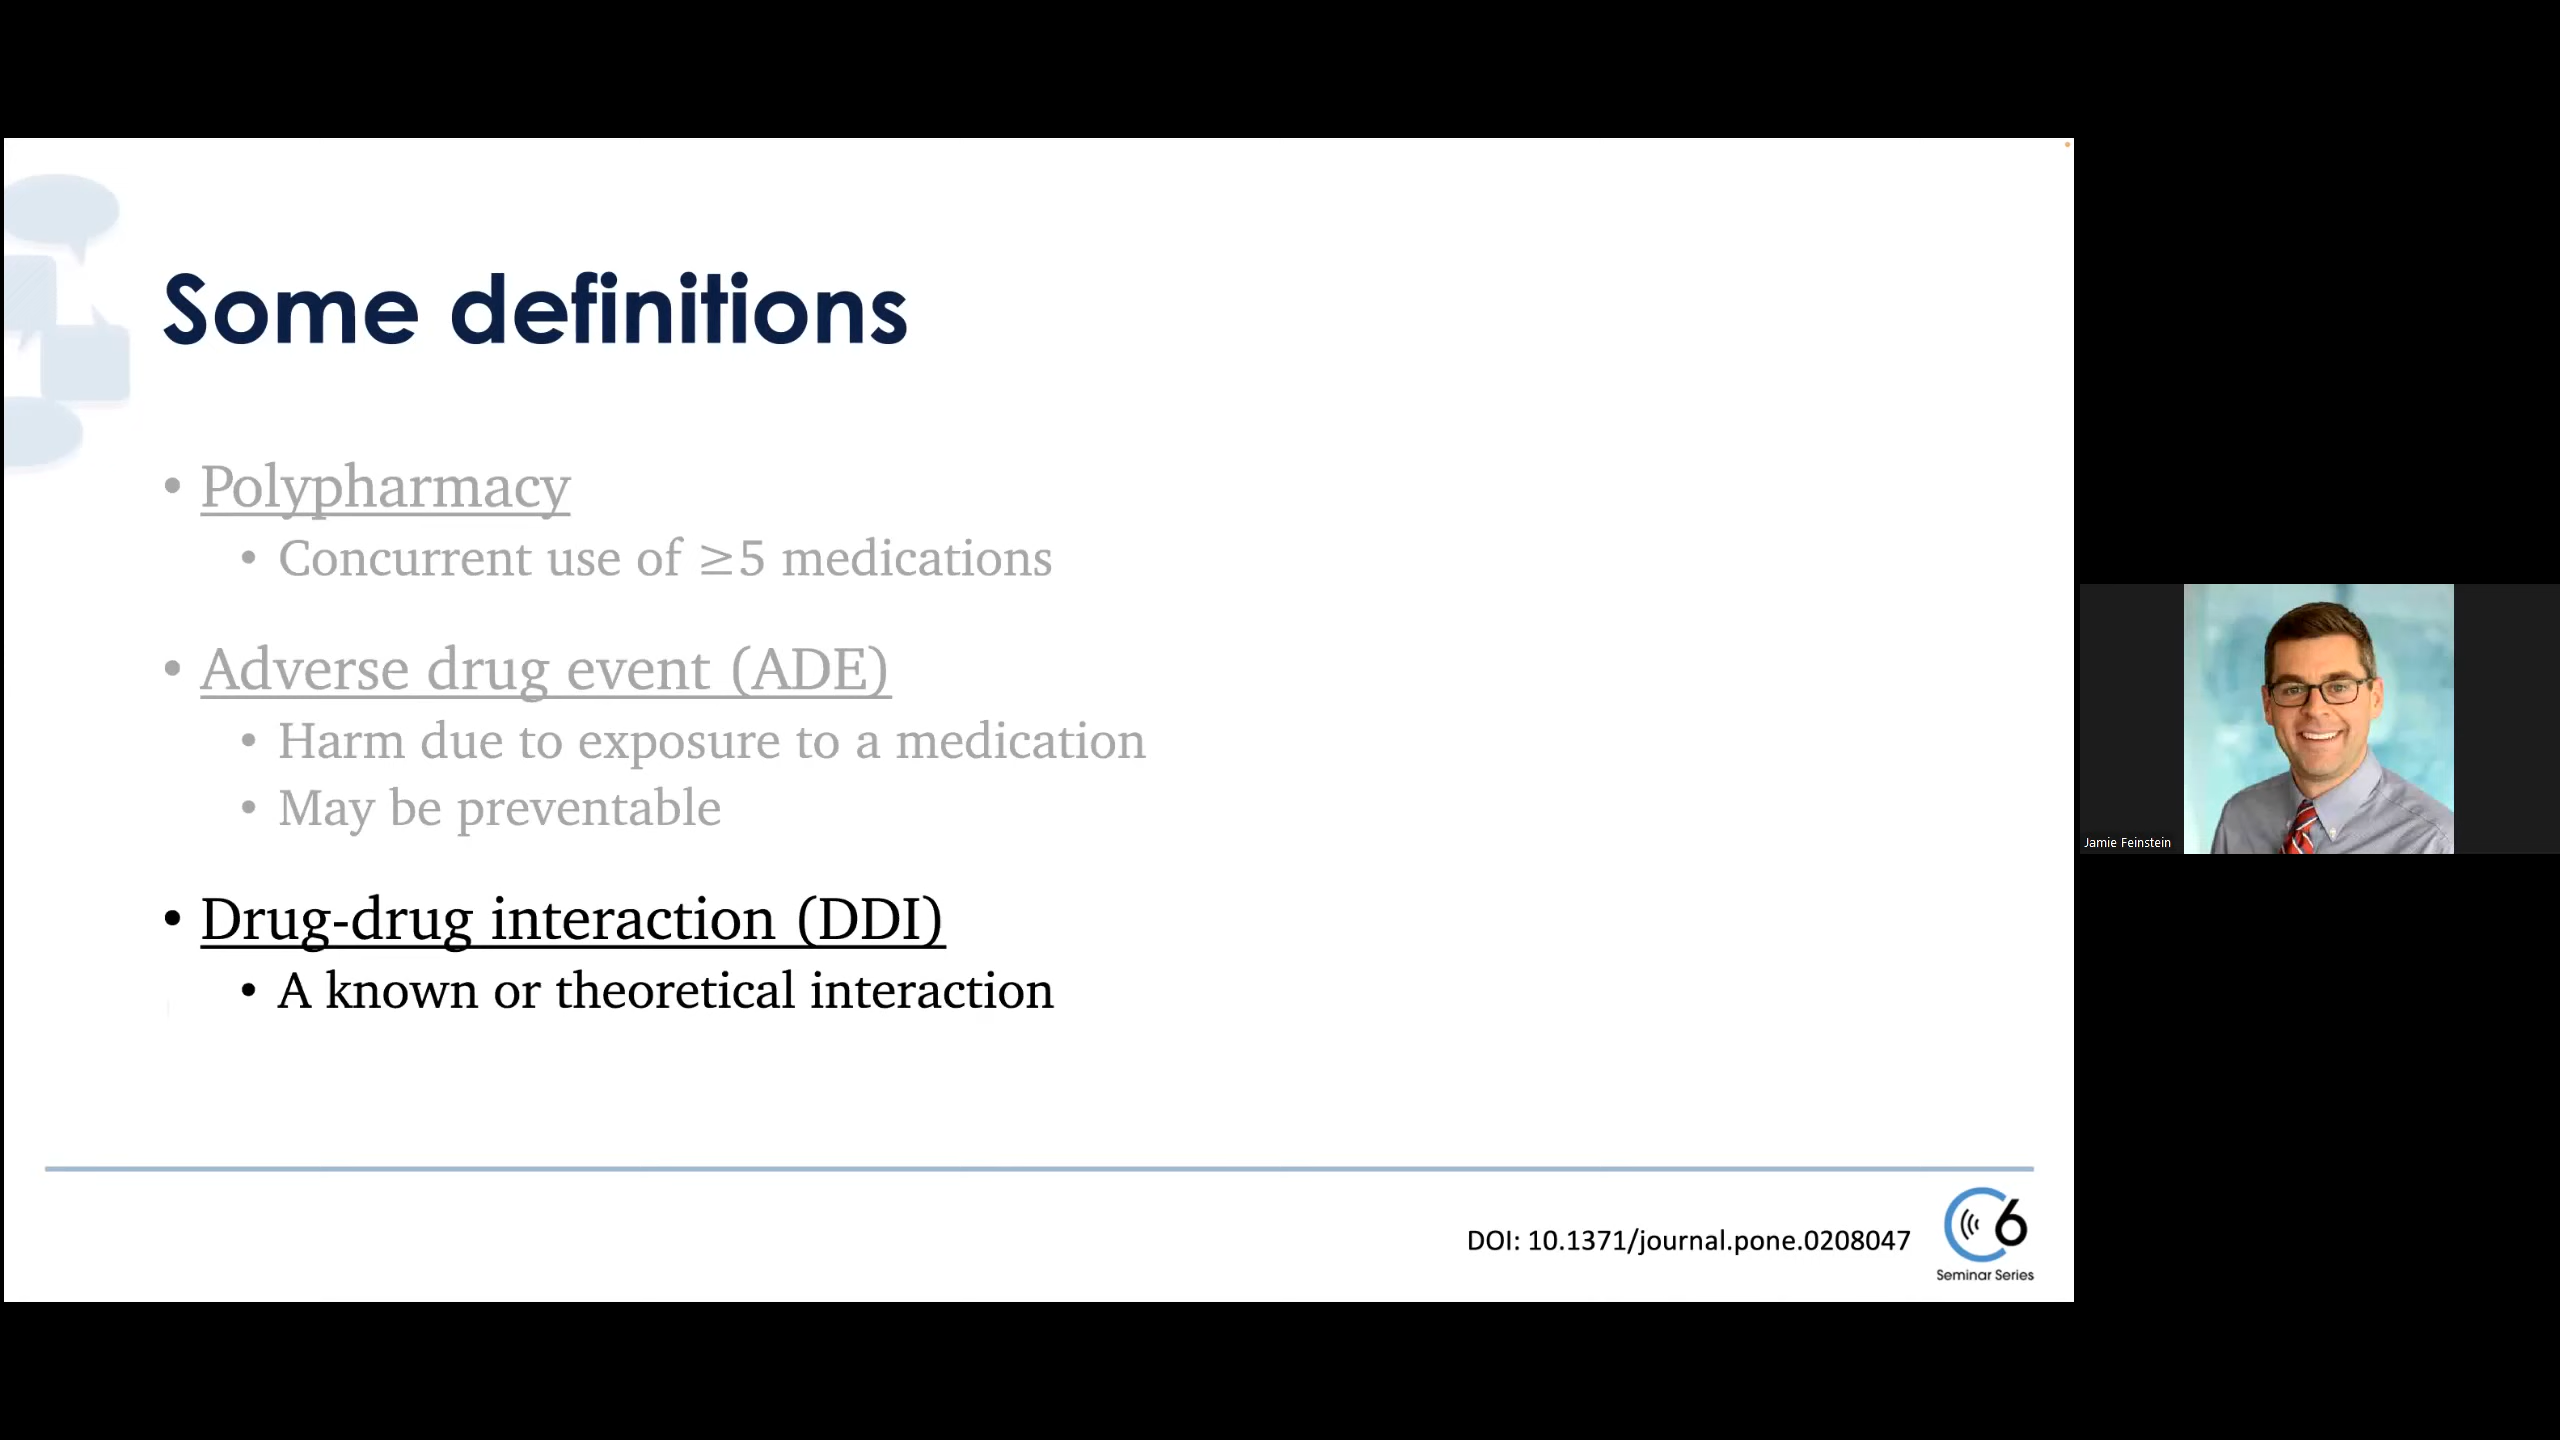 Some definitions
• Polypharmacy
• Concurrent use of ≥5 medications
• Adverse drug event (ADE)
• Harm due to exposure to a medication
• May be preventable
• Drug-drug interaction (DDI)
• A known or theoretical interaction
DOI: 10.1371/journal.pone.0208047
C6
Seminar Series
Jamie Feinstein